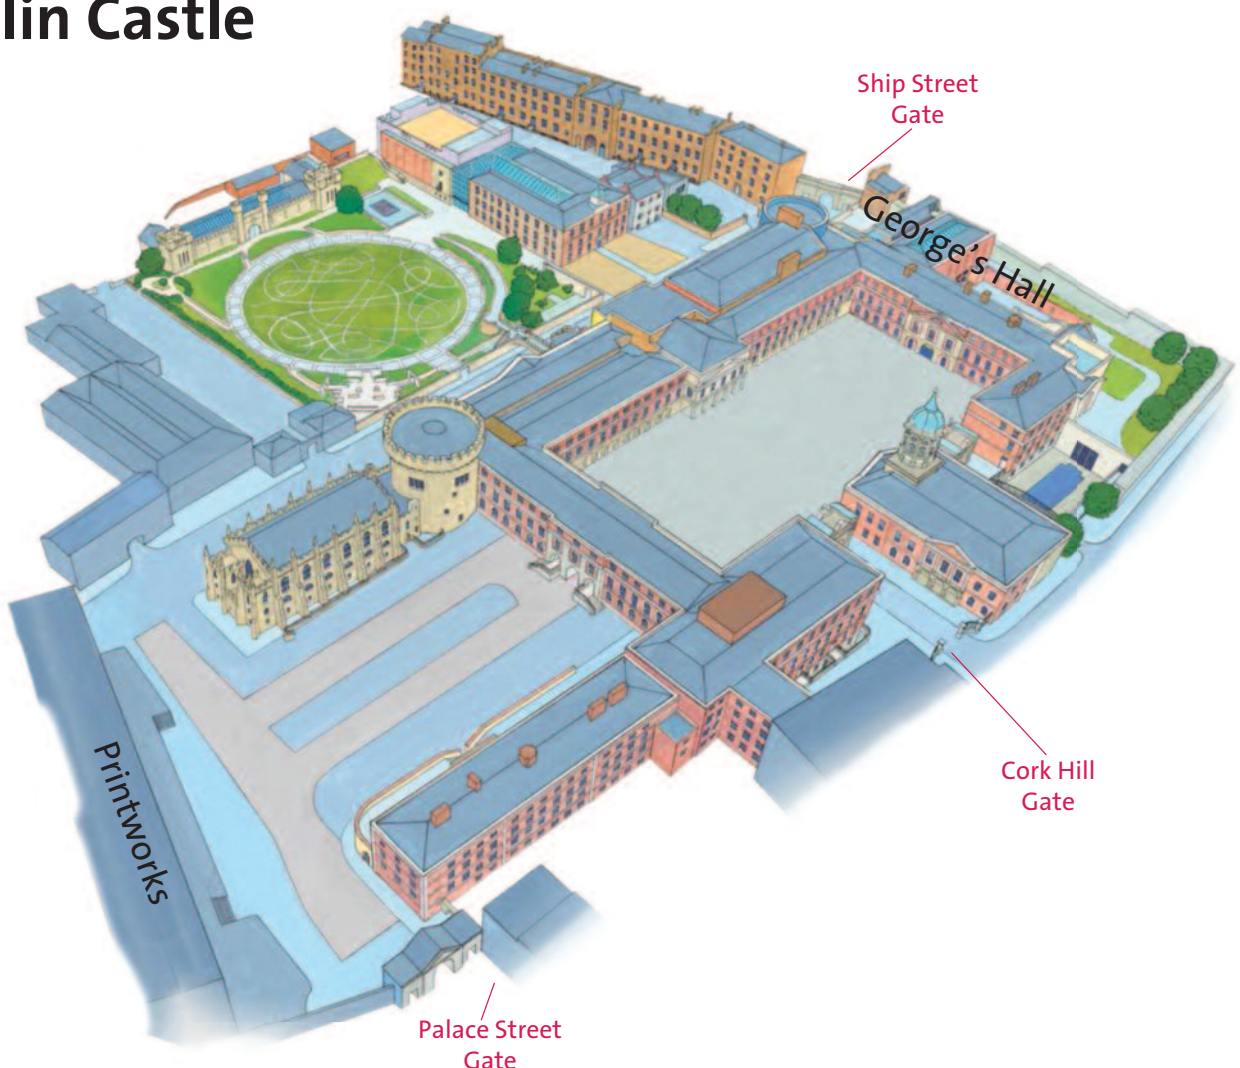 lin Castle
Ship Street
Gate
George's Hall
Cork Hill
Gate
Printworks
Palace Street
Gate